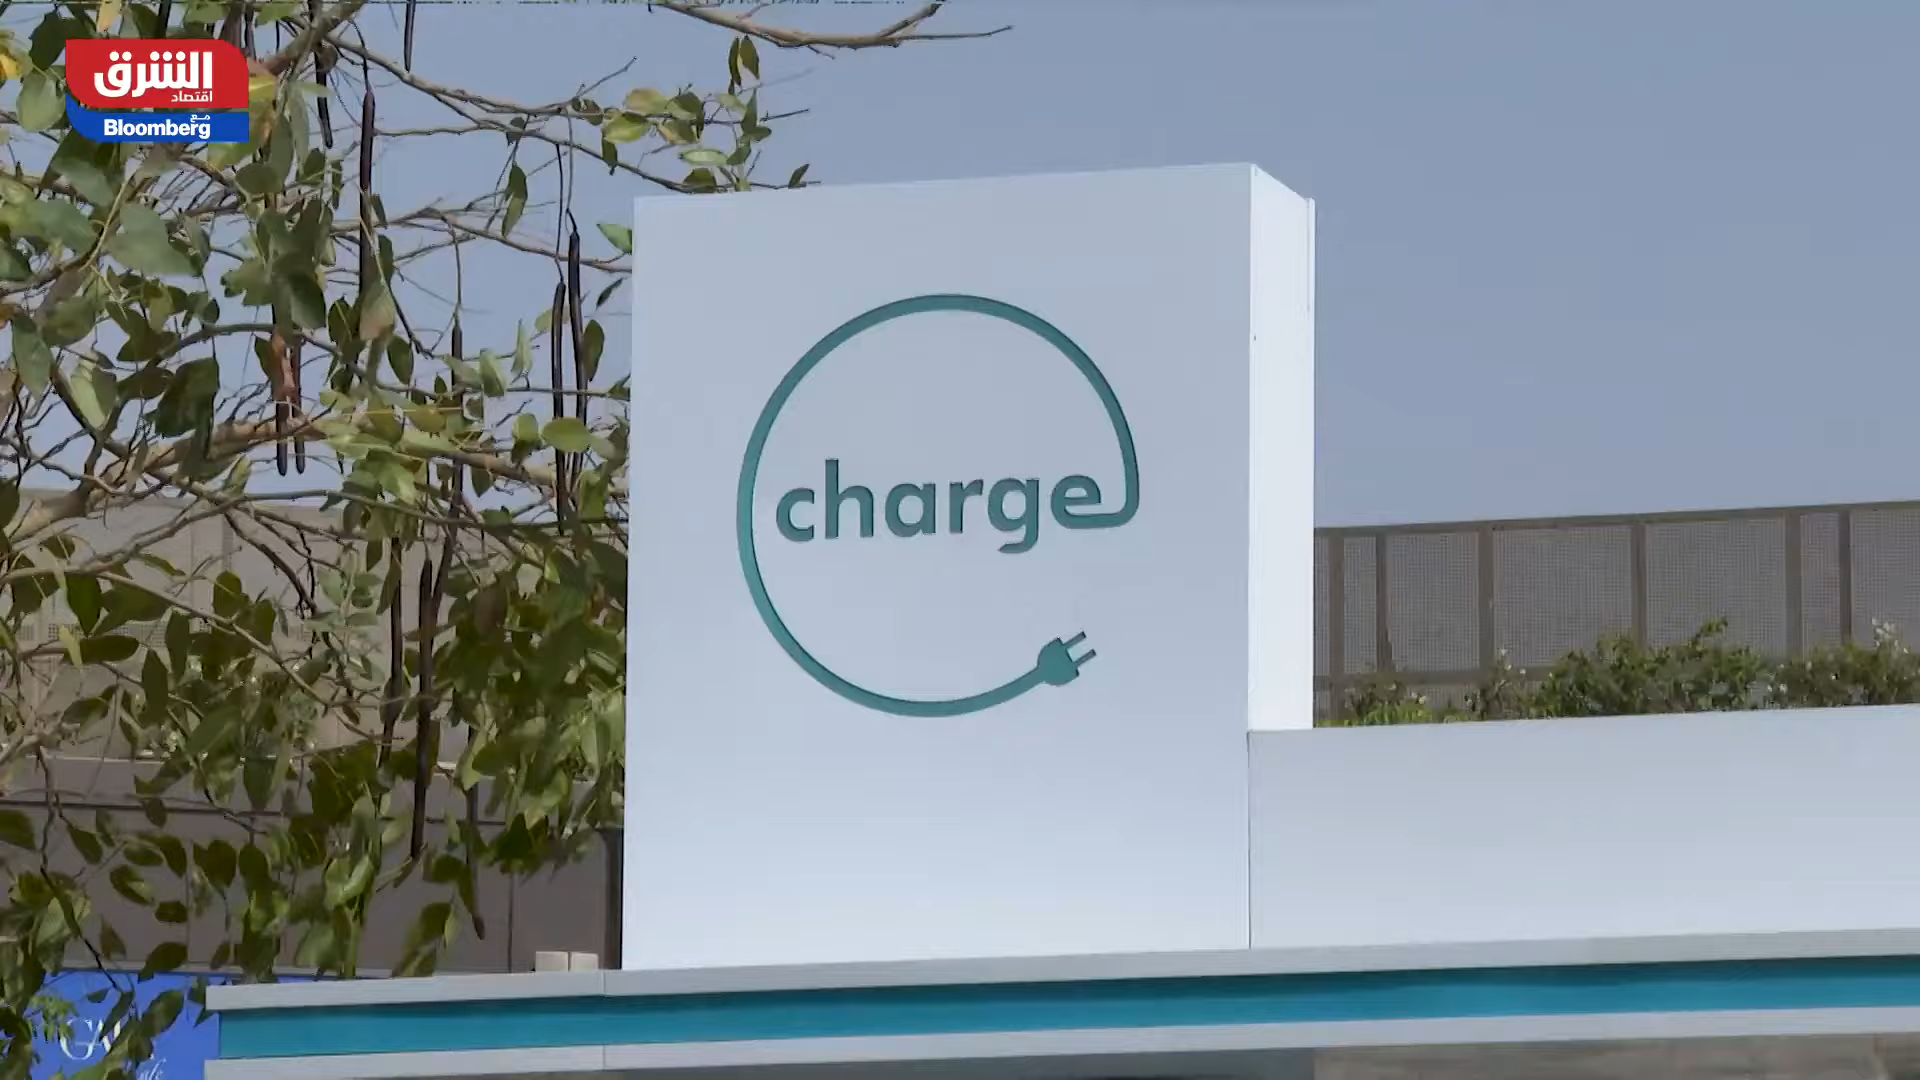 الشرق
اقتصاد
مع
Bloomberg
charge